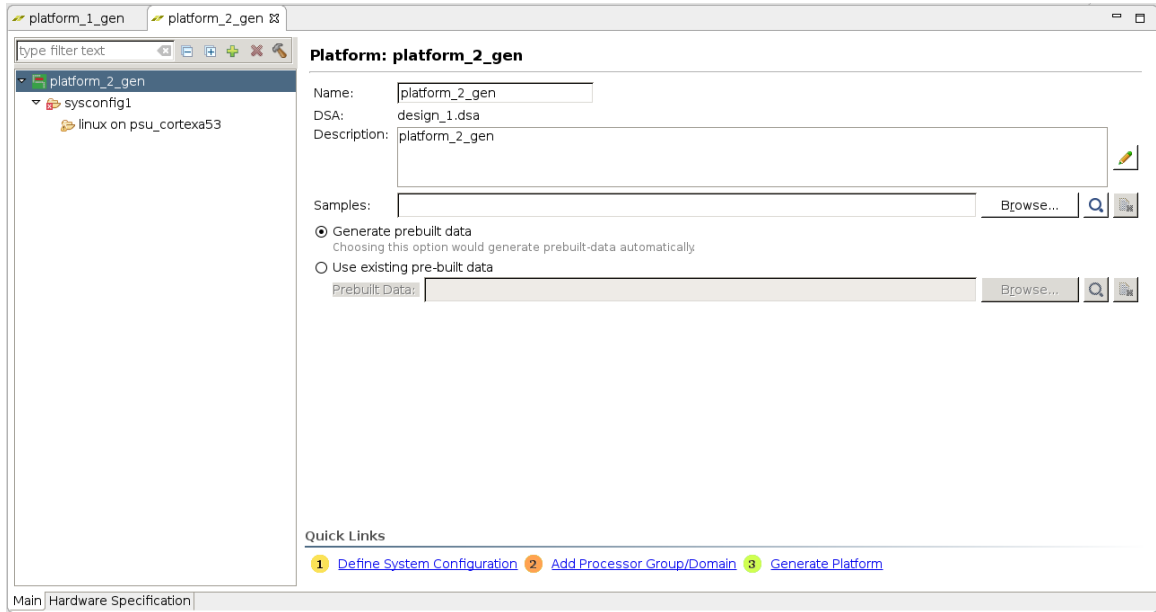 platform_1_gen platform_2_gen
type filter text
platform_2_gen
sysconfig1
linux on psu_cortexa53
Platform: platform_2_gen
Name: platform_2_gen
DSA: design_1.dsa
Description: platform_2_gen
Samples: Browse...
Generate prebuilt data
Choosing this option would generate prebuilt-data automatically.
Use existing pre-built data
Prebuilt Data: Browse...
Quick Links
1 Define System Configuration 2 Add Processor Group/Domain 3 Generate Platform
Main Hardware Specification